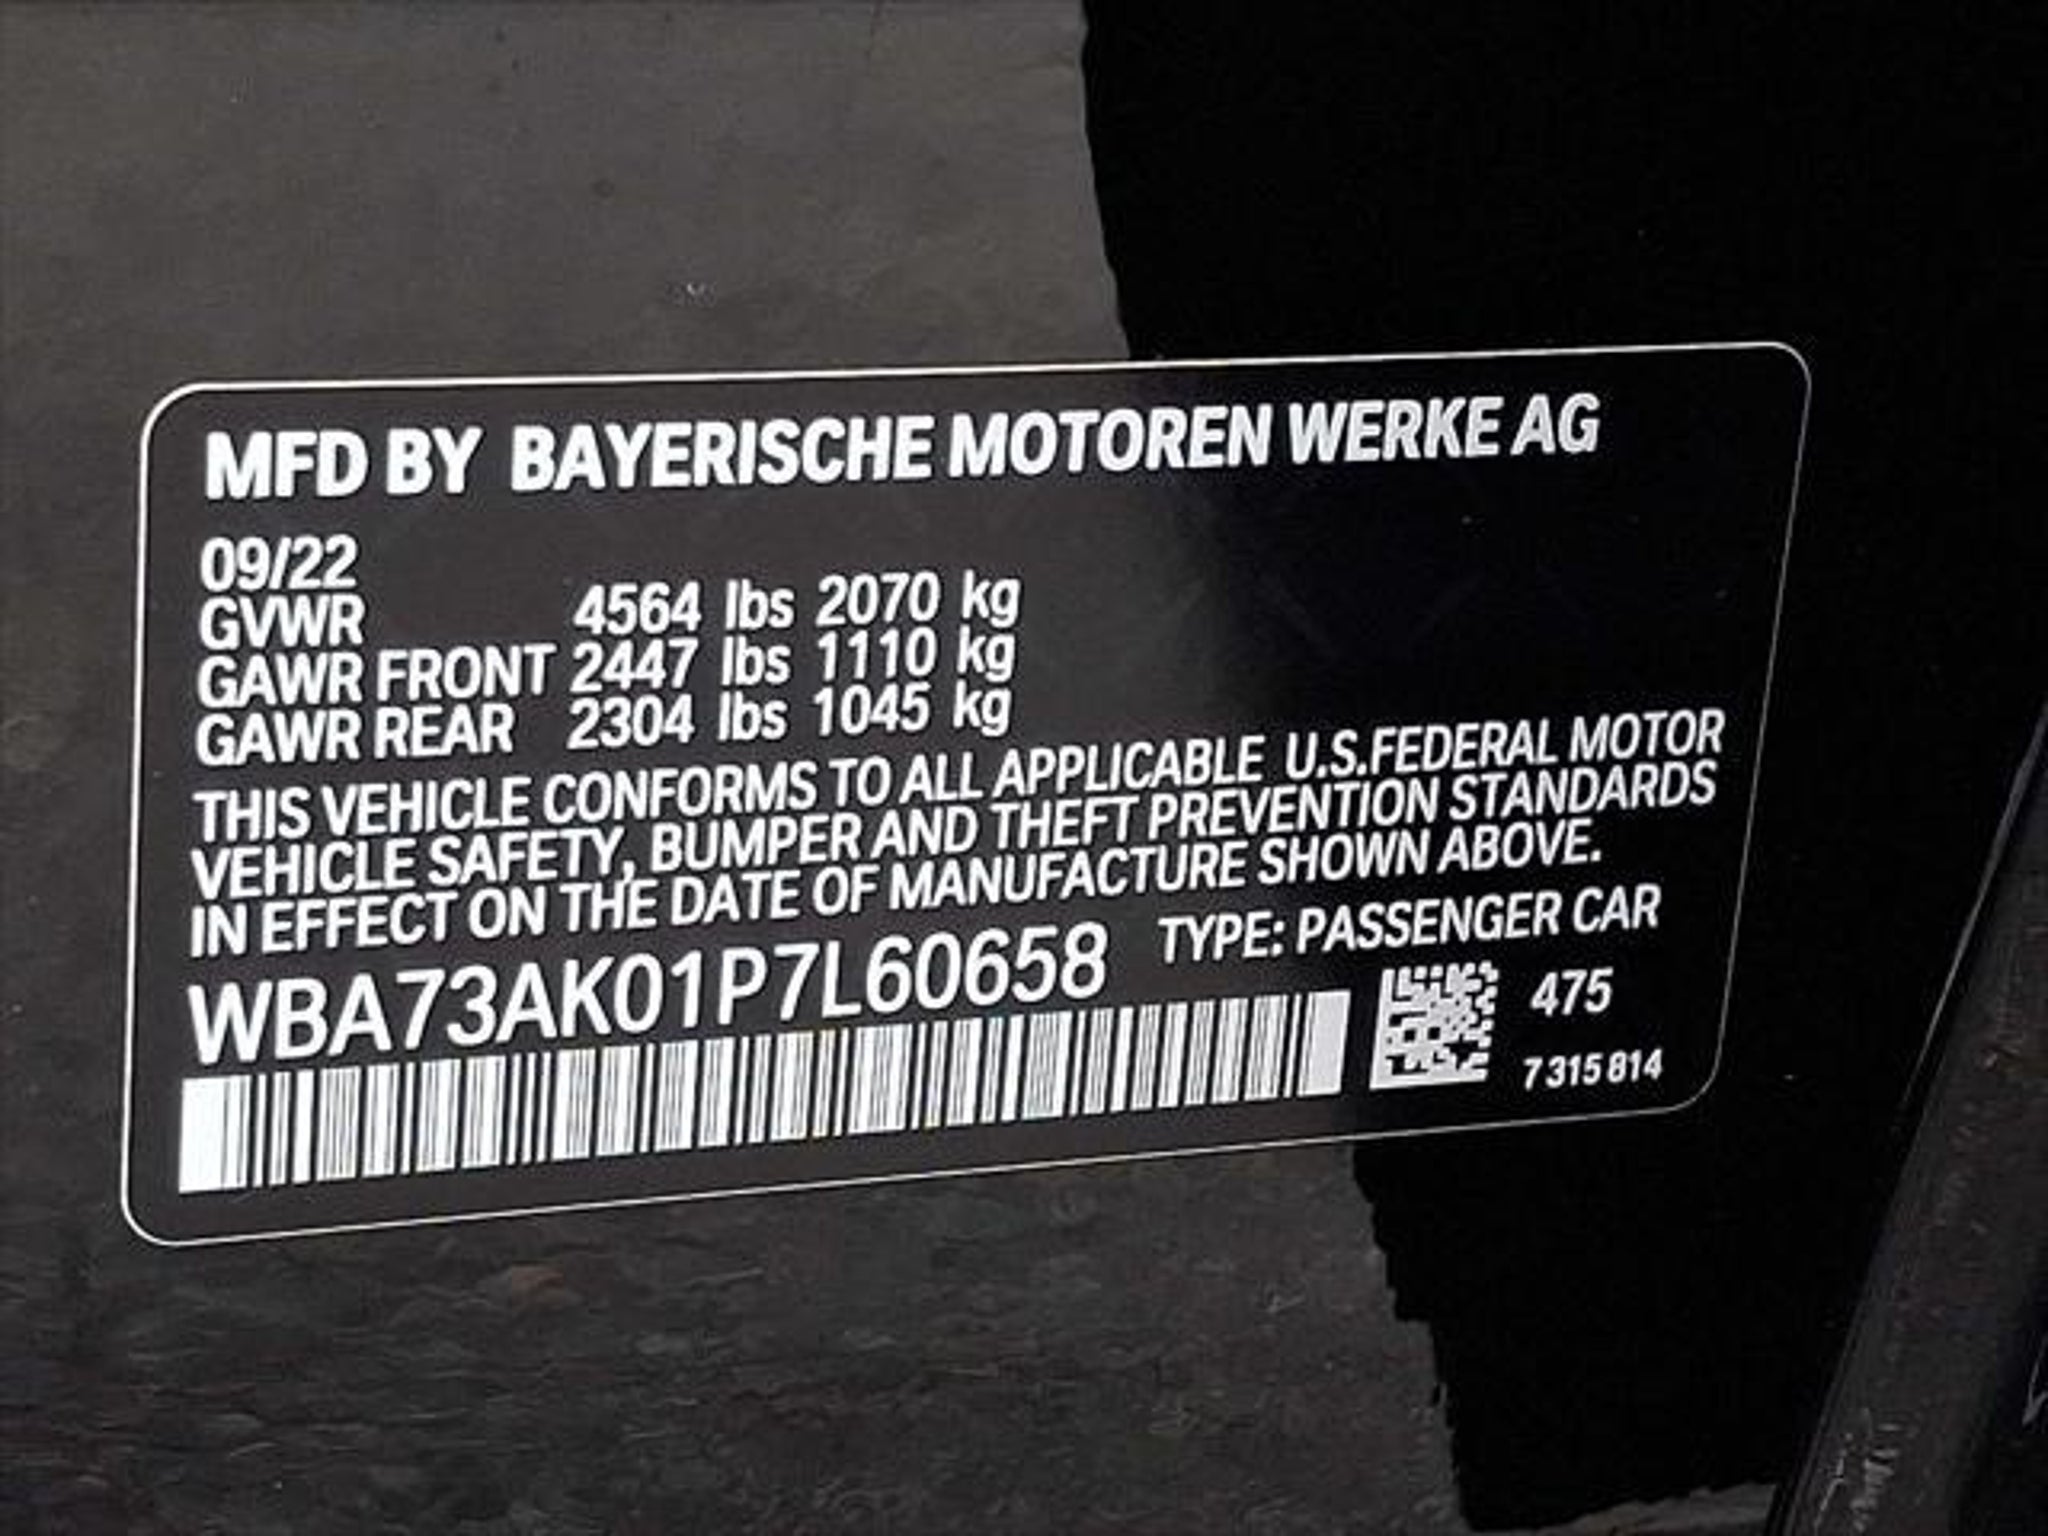 MFD BY BAYERISCHE MOTOREN WERKE AG
09/22
GVWR 4564 lbs 2070 kg
GAWR FRONT 2447 lbs 1110 kg
GAWR REAR 2304 lbs 1045 kg
THIS VEHICLE CONFORMS TO ALL APPLICABLE U.S.FEDERAL MOTOR
VEHICLE SAFETY, BUMPER AND THEFT PREVENTION STANDARDS
IN EFFECT ON THE DATE OF MANUFACTURE SHOWN ABOVE.
WBA73AK01P7L60658 TYPE: PASSENGER CAR
475
7 315 814